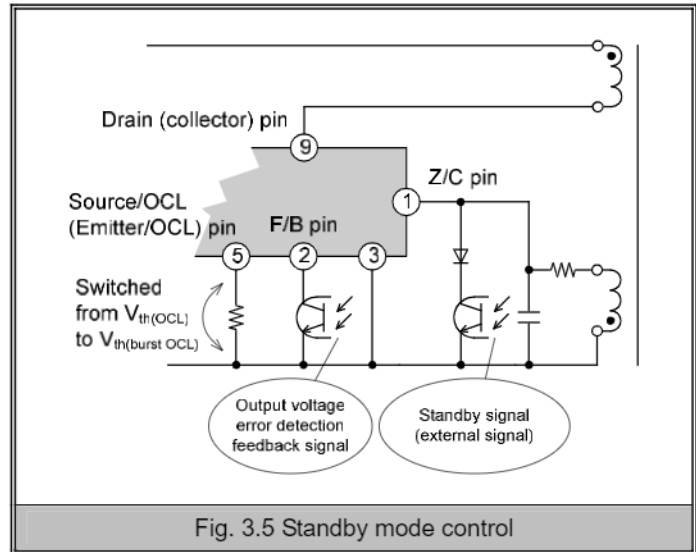 Drain (collector) pin
9
Z/C pin
1
Source/OCL
(Emitter/OCL) pin
F/B pin
5
2
3
Switched
from Vth(OCL)
to Vth(burst OCL)
Output voltage
error detection
feedback signal
Standby signal
(external signal)
Fig. 3.5 Standby mode control